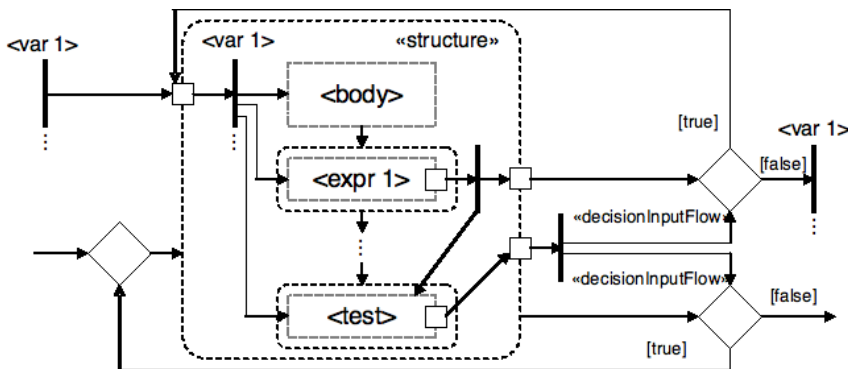 <var 1>
<var 1>
«structure»
<body>
[true]
<var 1>
[false]
<expr 1>
«decisionInputFlow»
«decisionInputFlow»
[false]
<test>
[true]